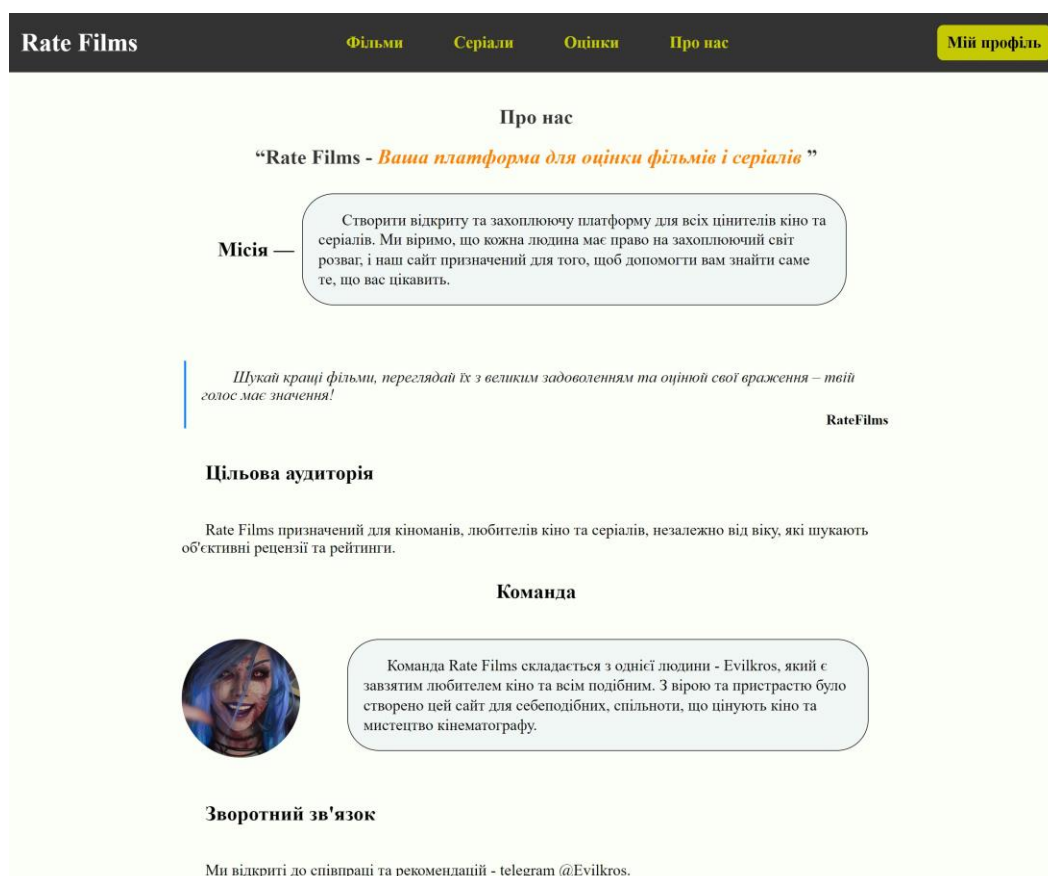 Rate Films
Фільми
Серіали
Оцінки
Про нас
Мій профіль
Про нас
“Rate Films - Ваша платформа для оцінки фільмів і серіалів ”
Місія —
Створити відкриту та захоплюючу платформу для всіх цінителів кіно та
серіалів. Ми віримо, що кожна людина має право на захоплюючий світ
розваг, і наш сайт призначений для того, щоб допомогти вам знайти саме
те, що вас цікавить.
Шукай кращі фільми, переглядай їх з великим задоволенням та оцінюй свої враження – твій
голос має значення!
RateFilms
Цільова аудиторія
Rate Films призначений для кіноманів, любителів кіно та серіалів, незалежно від віку, які шукають
об'єктивні рецензії та рейтинги.
Команда
Команда Rate Films складається з однієї людини - Evilkros, який є
завзятим любителем кіно та всім подібним. З вірою та пристрастю було
створено цей сайт для себеподібних, спільноти, що цінують кіно та
мистецтво кінематографу.
Зворотний зв'язок
Ми відкриті до співпраці та рекомендацій - telegram @Evilkros.